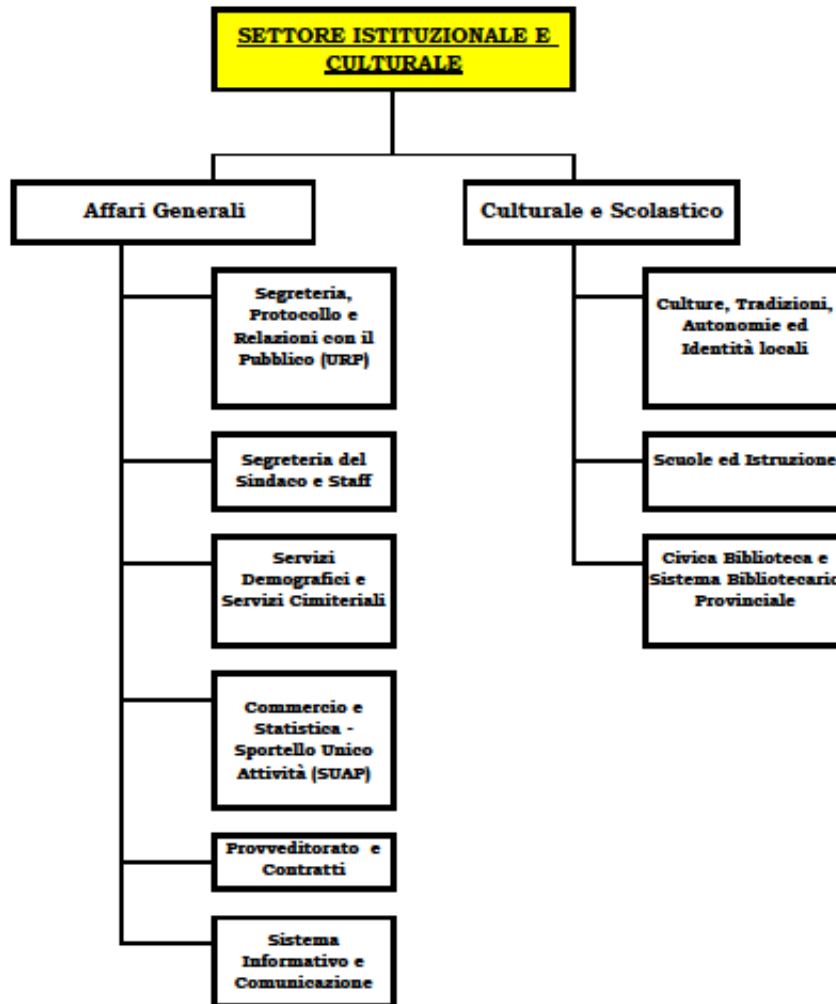 SETTORE ISTITUZIONALE E
CULTURALE
Affari Generali
Culturale e Scolastico
Segreteria,
Protocollo e
Relazioni con il
Pubblico (URP)
Culture, Tradizioni,
Autonomie ed
Identità locali
Segreteria del
Sindaco e Staff
Scuole ed Istruzione
Servizi
Demografici e
Servizi Cimiteriali
Civica Biblioteca e
Sistema Bibliotecario
Provinciale
Commercio e
Statistica -
Sportello Unico
Attività (SUAP)
Provveditorato e
Contratti
Sistema
Informativo e
Comunicazione